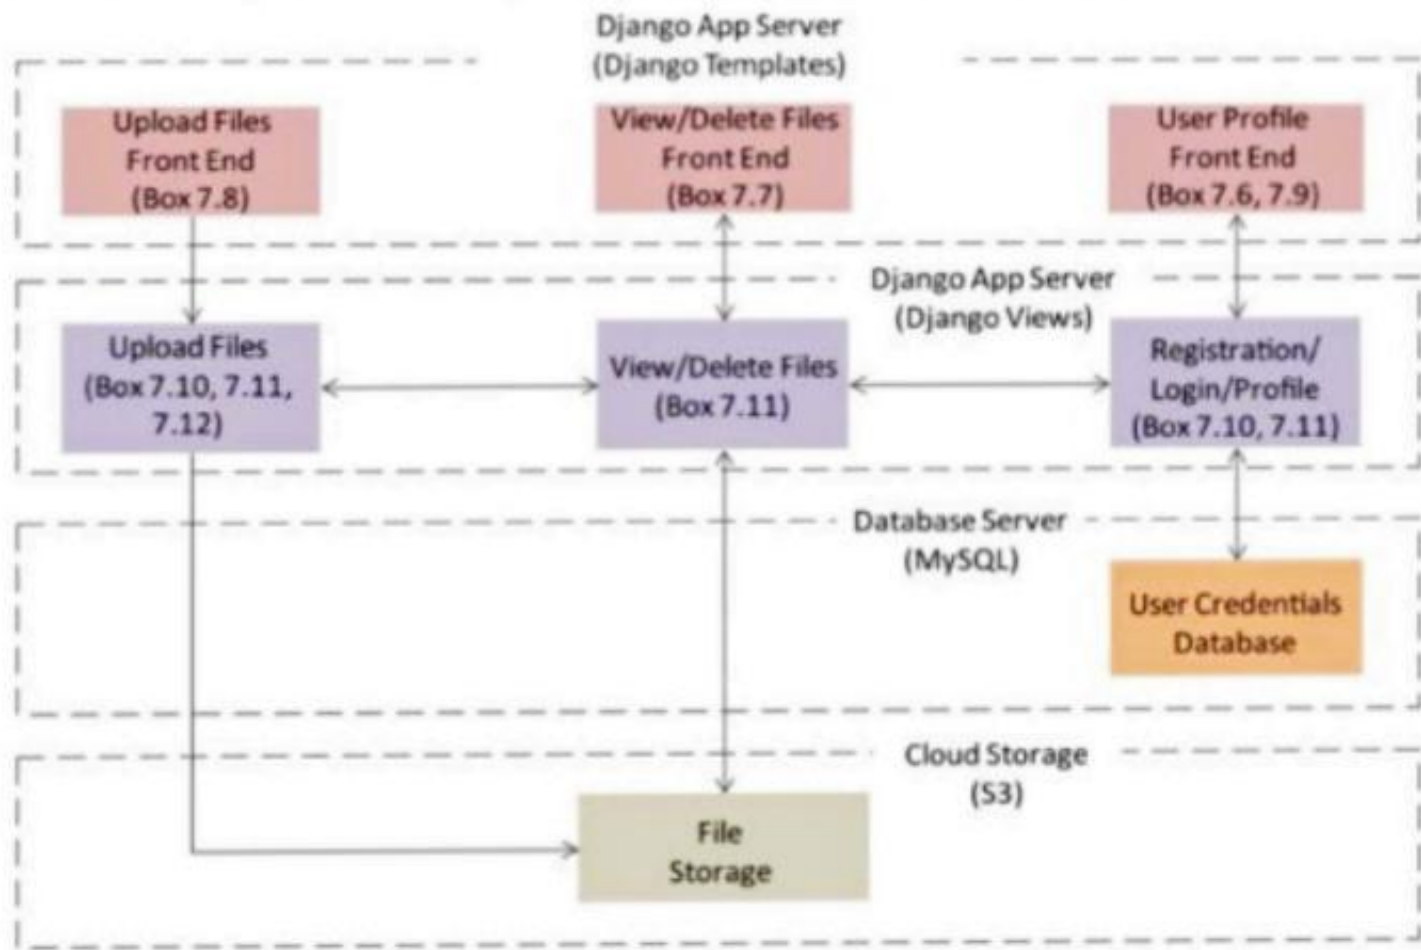 Django App Server
(Django Templates)
Upload Files
Front End
(Box 7.8)
View/Delete Files
Front End
(Box 7.7)
User Profile
Front End
(Box 7.6, 7.9)
Django App Server
(Django Views)
Upload Files
(Box 7.10, 7.11,
7.12)
View/Delete Files
(Box 7.11)
Registration/
Login/Profile
(Box 7.10, 7.11)
Database Server
(MySQL)
User Credentials
Database
Cloud Storage
(S3)
File
Storage